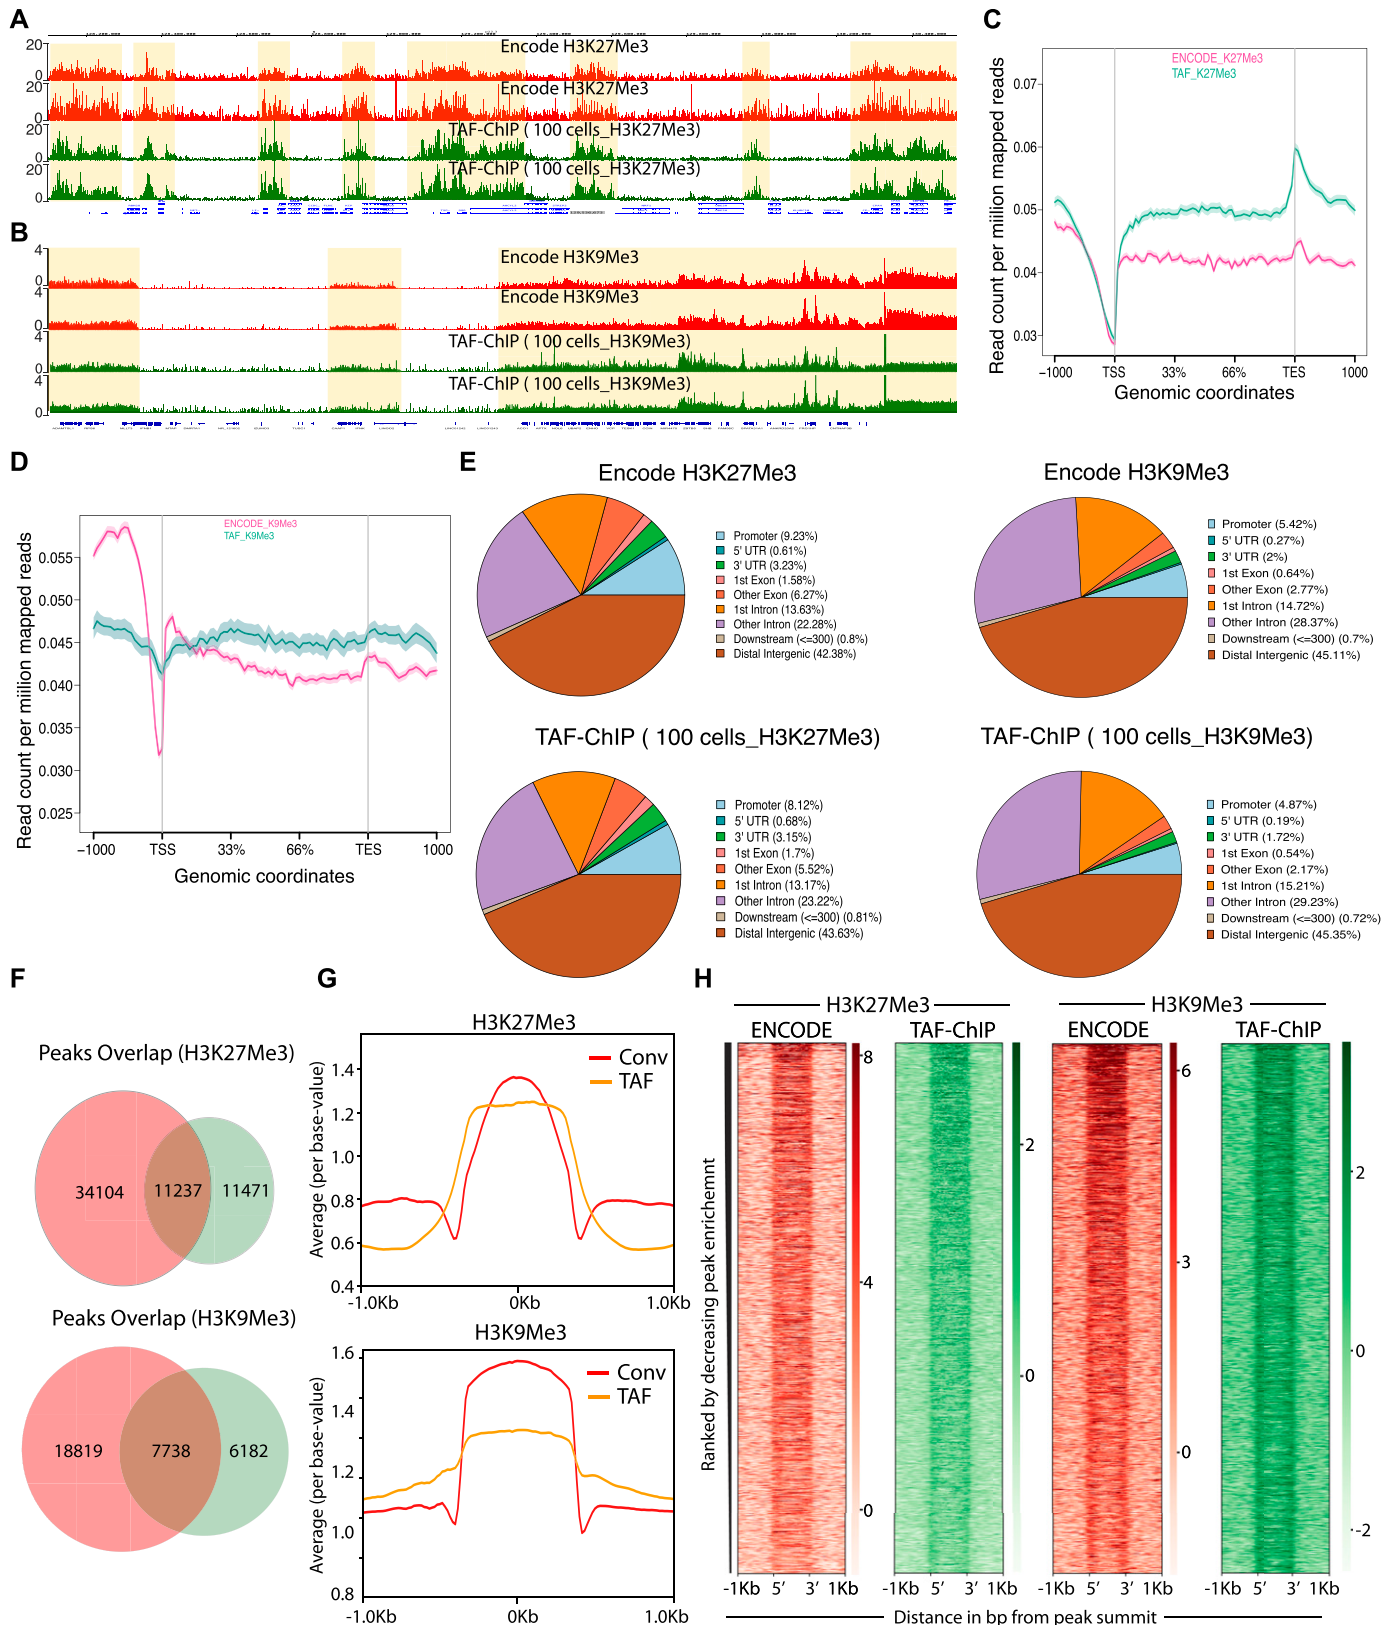 A
20
0
Encode H3K27Me3
20
0
Encode H3K27Me3
20
0
TAF-ChIP ( 100 cells_H3K27Me3)
20
0
TAF-ChIP ( 100 cells_H3K27Me3)
B
4
0
Encode H3K9Me3
4
0
Encode H3K9Me3
4
0
TAF-ChIP ( 100 cells_H3K9Me3)
4
0
TAF-ChIP ( 100 cells_H3K9Me3)
C
ENCODE_K27Me3
TAF_K27Me3
Read count per miilion mapped reads
0.07
0.06
0.05
0.04
0.03
−1000 TSS 33% 66% TES 1000
Genomic coordinates
D
ENCODE_K9Me3
TAF_K9Me3
Read count per miilion mapped reads
0.055
0.050
0.045
0.040
0.035
0.030
0.025
−1000 TSS 33% 66% TES 1000
Genomic coordinates
E
Encode H3K27Me3
Promoter (9.23%)
5' UTR (0.61%)
3' UTR (3.23%)
1st Exon (1.58%)
Other Exon (6.27%)
1st Intron (13.63%)
Other Intron (22.28%)
Downstream (<=300) (0.8%)
Distal Intergenic (42.38%)
Encode H3K9Me3
Promoter (5.42%)
5' UTR (0.27%)
3' UTR (2%)
1st Exon (0.64%)
Other Exon (2.77%)
1st Intron (14.72%)
Other Intron (28.37%)
Downstream (<=300) (0.7%)
Distal Intergenic (45.11%)
TAF-ChIP ( 100 cells_H3K27Me3)
Promoter (8.12%)
5' UTR (0.68%)
3' UTR (3.15%)
1st Exon (1.7%)
Other Exon (5.52%)
1st Intron (13.17%)
Other Intron (23.22%)
Downstream (<=300) (0.81%)
Distal Intergenic (43.63%)
TAF-ChIP ( 100 cells_H3K9Me3)
Promoter (4.87%)
5' UTR (0.19%)
3' UTR (1.72%)
1st Exon (0.54%)
Other Exon (2.17%)
1st Intron (15.21%)
Other Intron (29.23%)
Downstream (<=300) (0.72%)
Distal Intergenic (45.35%)
F
Peaks Overlap (H3K27Me3)
34104 11237 11471
Peaks Overlap (H3K9Me3)
18819 7738 6182
G
H3K27Me3
Conv
TAF
Average (per base-value)
1.4
1.2
1.0
0.8
0.6
0.4
-1.0Kb 0Kb 1.0Kb
H3K9Me3
Conv
TAF
Average (per base-value)
1.6
1.4
1.2
1.0
0.8
-1.0Kb 0Kb 1.0Kb
H
H3K27Me3
H3K9Me3
ENCODE TAF-ChIP ENCODE TAF-ChIP
Ranked by decreasing peak enrichemnt
8
4
0
2
0
6
3
0
2
0
-2
-1Kb 5′ 3′ 1Kb
-1Kb 5′ 3′ 1Kb
-1Kb 5′ 3′ 1Kb
-1Kb 5′ 3′ 1Kb
Distance in bp from peak summit